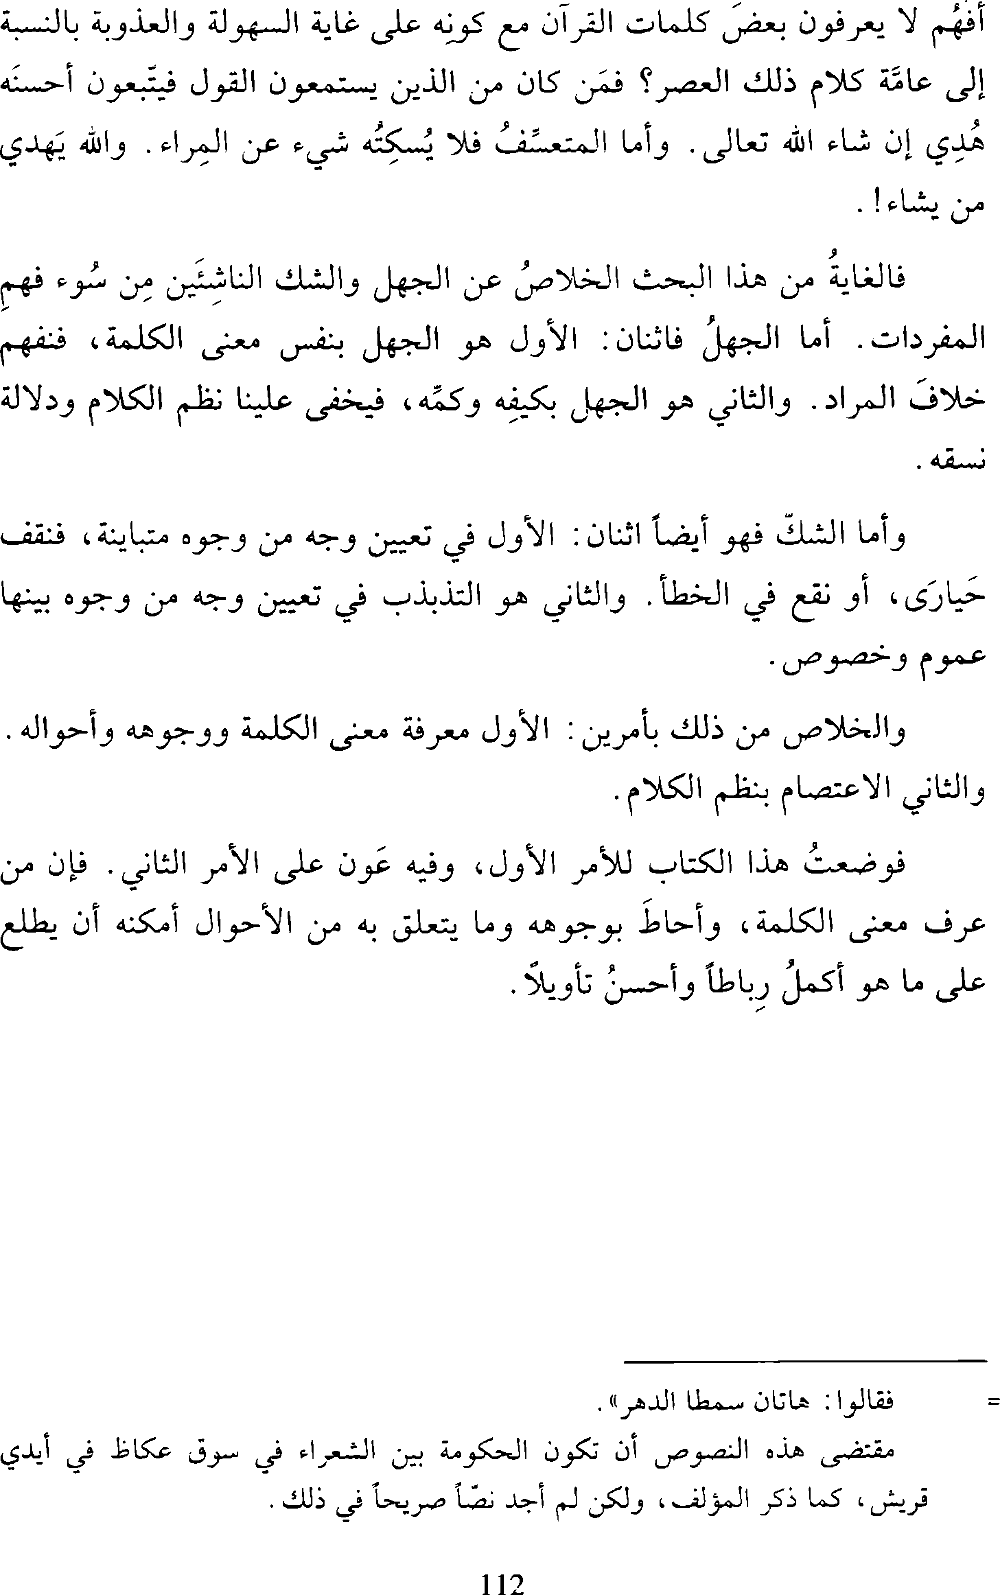 أفهُم لا يعرفون بعضَ كلمات القرآن مع كونِه على غاية السهولة والعذوبة بالنسبة
إلى عامَّة كلام ذلك العصر؟ فمَن كان من الذين يستمعون القول فيتَّبعون أحسنَه
هُدِي إن شاء الله تعالى. وأما المتعسِّفُ فلا يُسكِتُه شيء عن المِراء. والله يَهدي
من يشاء!.
فالغايةُ من هذا البحث الخلاصُ عن الجهل والشك الناشِئَين مِن سُوء فهمِ
المفردات. أما الجهلُ فاثنان: الأول هو الجهل بنفس معنى الكلمة، فنفهم
خلافَ المراد. والثاني هو الجهل بكيفِه وكمِّه، فيخفى علينا نظم الكلام ودلالة
نسقه.
وأما الشكّ فهو أيضاً اثنان: الأول في تعيين وجه من وجوه متباينة، فنقف
حَيارَى، أو نقع في الخطأ. والثاني هو التذبذب في تعيين وجه من وجوه بينها
عموم وخصوص.
والخلاص من ذلك بأمرين: الأول معرفة معنى الكلمة ووجوهه وأحواله.
والثاني الاعتصام بنظم الكلام.
فوضعتُ هذا الكتاب للأمر الأول، وفيه عَون على الأمر الثاني. فإن من
عرف معنى الكلمة، وأحاطَ بوجوهه وما يتعلق به من الأحوال أمكنه أن يطلع
على ما هو أكملُ رِباطاً وأحسنُ تأويلاً.
= فقالوا: هاتان سمطا الدهر».
مقتضى هذه النصوص أن تكون الحكومة بين الشعراء في سوق عكاظ في أيدي
قريش، كما ذكر المؤلف، ولكن لم أجد نصّاً صريحاً في ذلك.
112